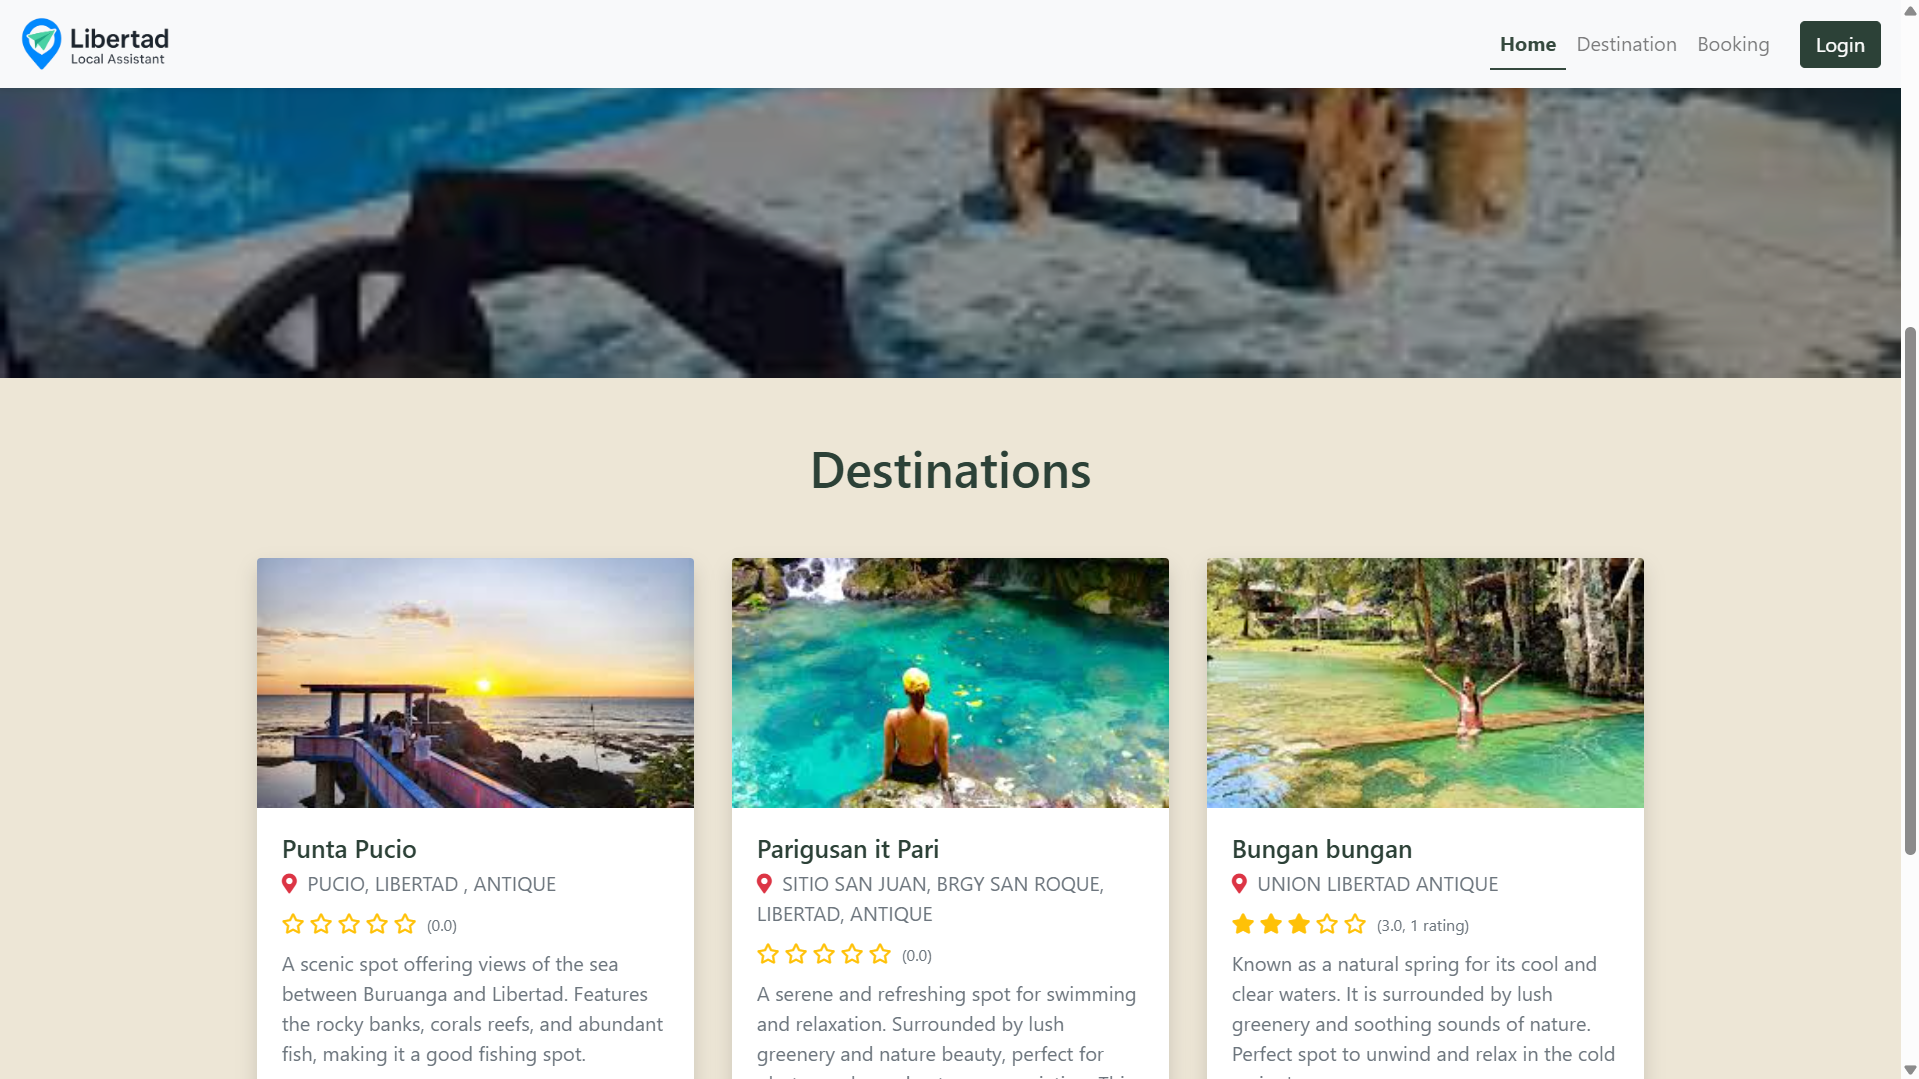 Libertad
Local Assistant
Home
Destination
Booking
Login
Destinations
Punta Pucio
PUCIO, LIBERTAD , ANTIQUE
(0.0)
A scenic spot offering views of the sea
between Buruanga and Libertad. Features
the rocky banks, corals reefs, and abundant
fish, making it a good fishing spot.
Parigusan it Pari
SITIO SAN JUAN, BRGY SAN ROQUE,
LIBERTAD, ANTIQUE
(0.0)
A serene and refreshing spot for swimming
and relaxation. Surrounded by lush
greenery and nature beauty, perfect for
Bungan bungan
UNION LIBERTAD ANTIQUE
(3.0, 1 rating)
Known as a natural spring for its cool and
clear waters. It is surrounded by lush
greenery and soothing sounds of nature.
Perfect spot to unwind and relax in the cold